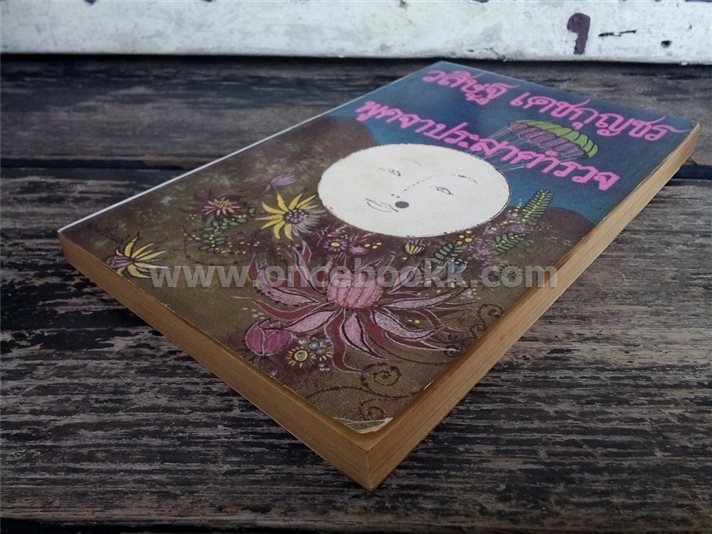 วสิษฐ เดชกุญชร
พูดจาประสาตำรวจ
www.oncebookk.com